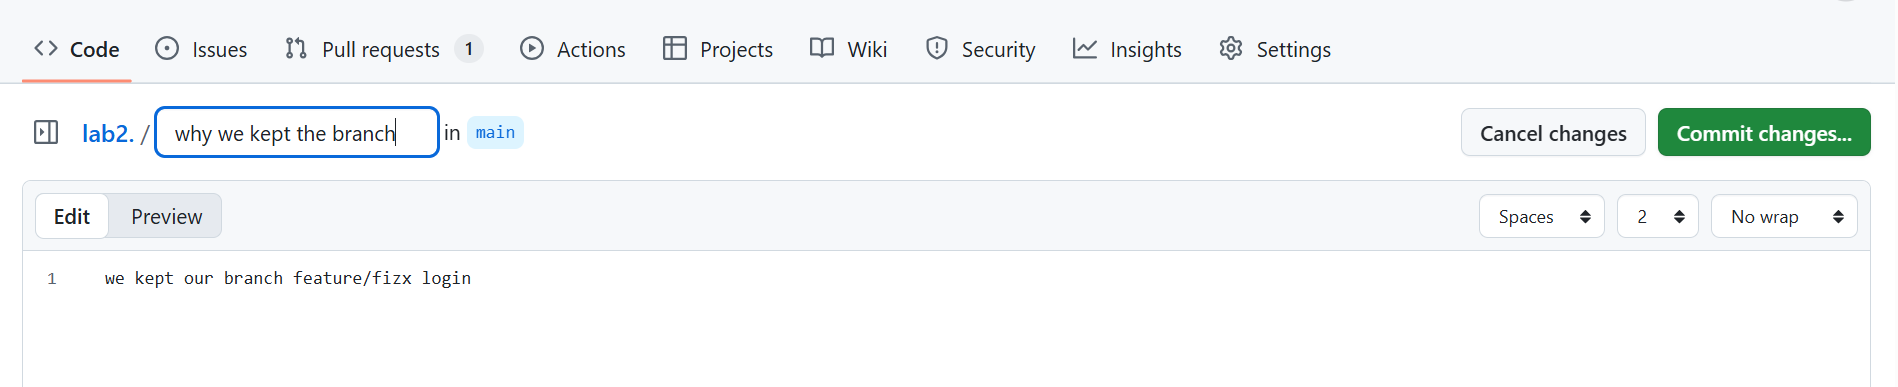 Code Issues Pull requests 1 Actions Projects Wiki Security Insights Settings
lab2. / why we kept the branch in main Cancel changes Commit changes...
Edit Preview Spaces 2 No wrap
1 we kept our branch feature/fizx login